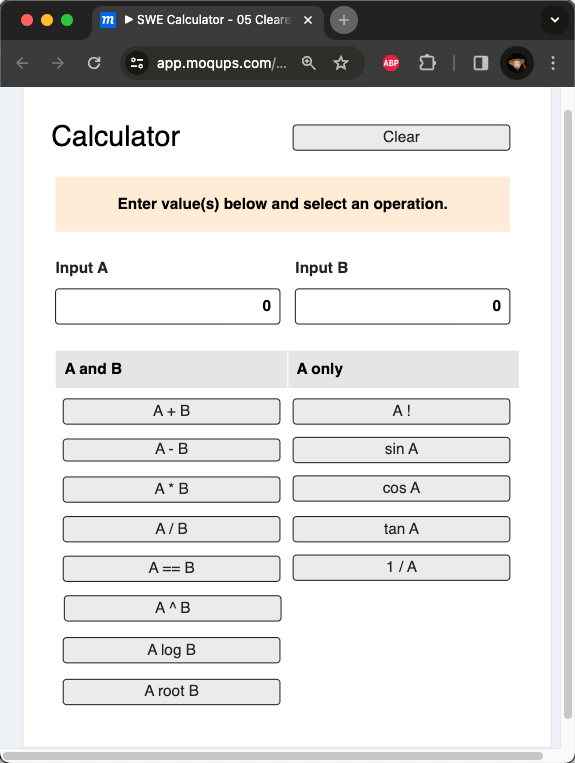 ▶ SWE Calculator - 05 Cleare
app.moqups.com/...
ABP
Calculator
Clear
Enter value(s) below and select an operation.
Input A
Input B
0
0
A and B
A only
A + B
A !
A - B
sin A
A * B
cos A
A / B
tan A
A == B
1 / A
A ^ B
A log B
A root B